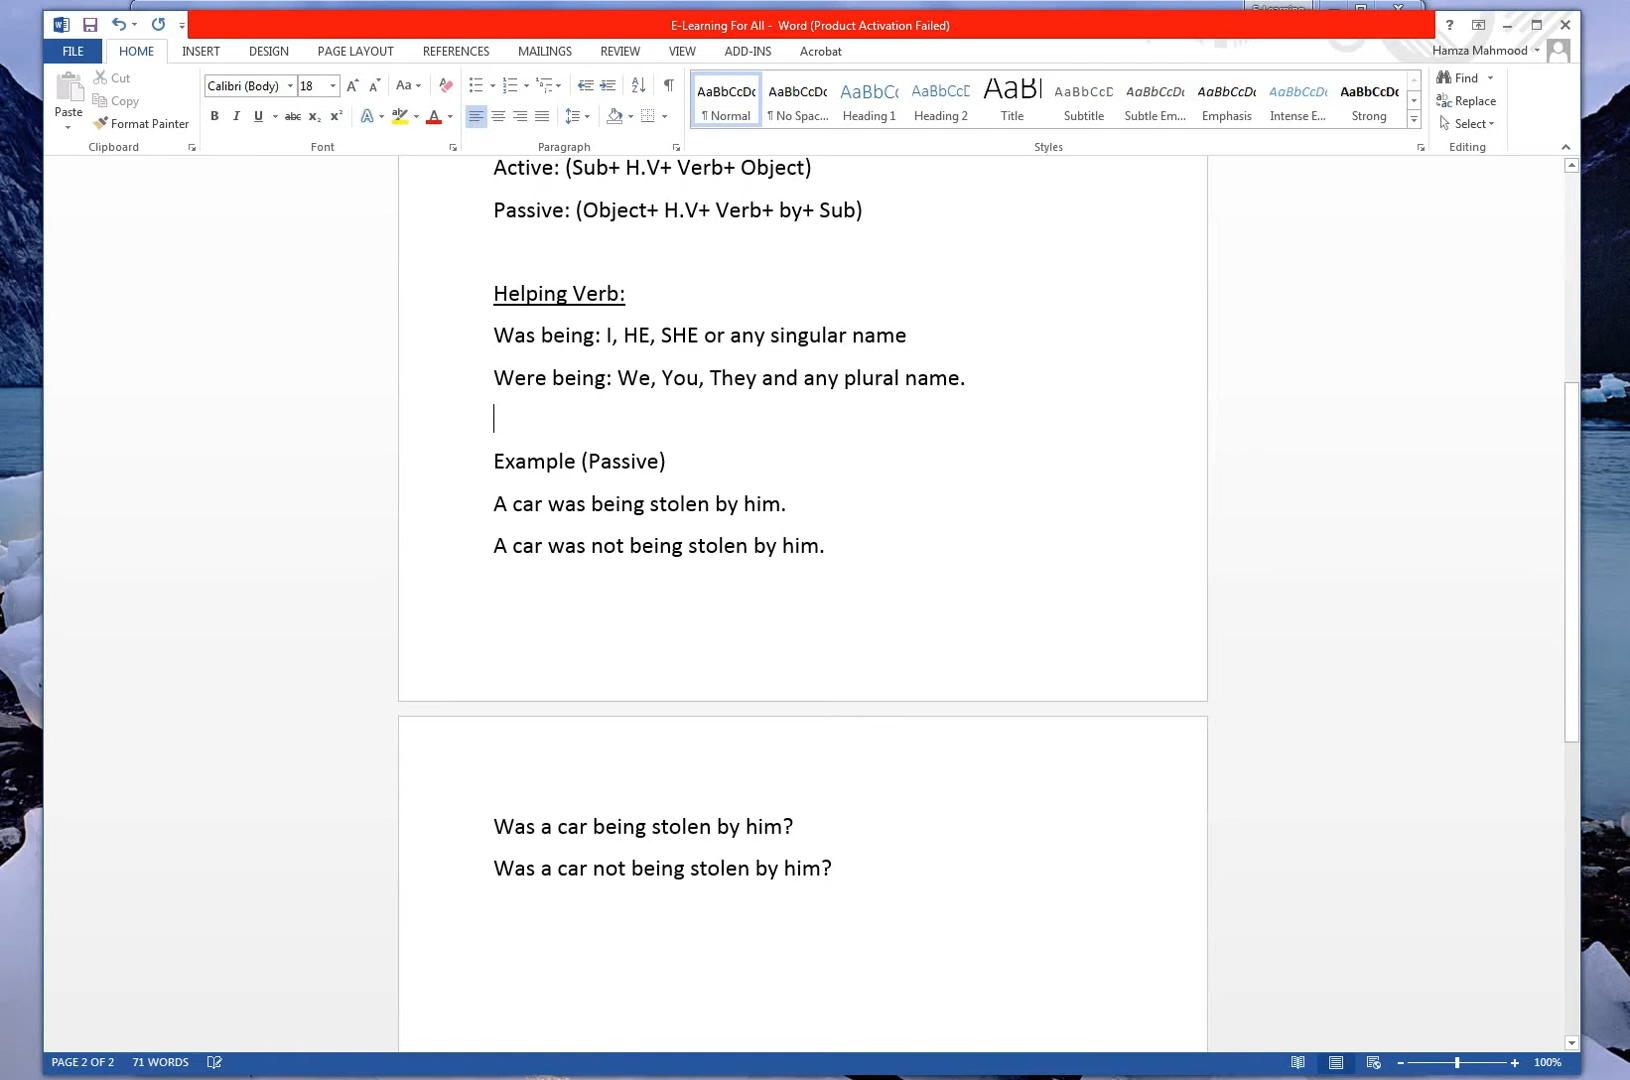 E-Learning For All - Word (Product Activation Failed)
FILE HOME INSERT DESIGN PAGE LAYOUT REFERENCES MAILINGS REVIEW VIEW ADD-INS Acrobat
Hamza Mahmood
Paste
Cut
Copy
Format Painter
Clipboard
Calibri (Body) 18
Font
Paragraph
AaBbCcDc ¶ Normal
AaBbCcDc ¶ No Spac...
AaBbC Heading 1
AaBbCcD Heading 2
AaBl Title
AaBbCcD Subtitle
AaBbCcDc Subtle Em...
AaBbCcDc Emphasis
AaBbCcDc Intense E...
AaBbCcDc Strong
Styles
Find
Replace
Select
Editing
Active: (Sub+ H.V+ Verb+ Object)
Passive: (Object+ H.V+ Verb+ by+ Sub)
Helping Verb:
Was being: I, HE, SHE or any singular name
Were being: We, You, They and any plural name.
Example (Passive)
A car was being stolen by him.
A car was not being stolen by him.
Was a car being stolen by him?
Was a car not being stolen by him?
PAGE 2 OF 2 71 WORDS
100%